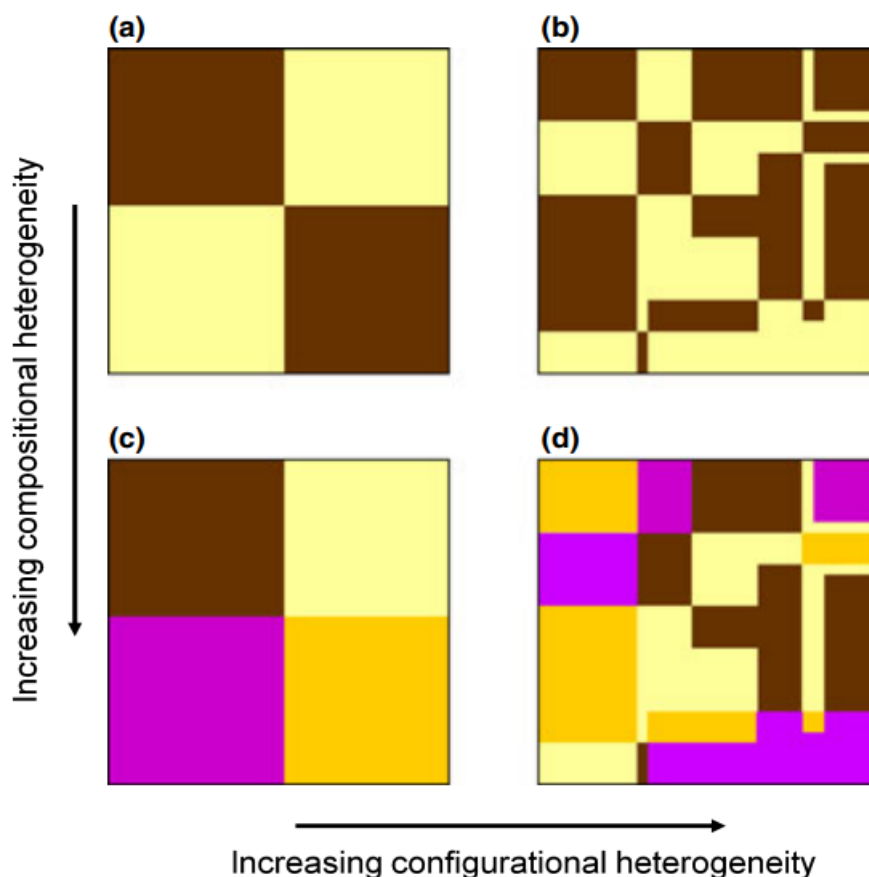 (a)
(b)
Increasing compositional heterogeneity
(c)
(d)
Increasing configurational heterogeneity